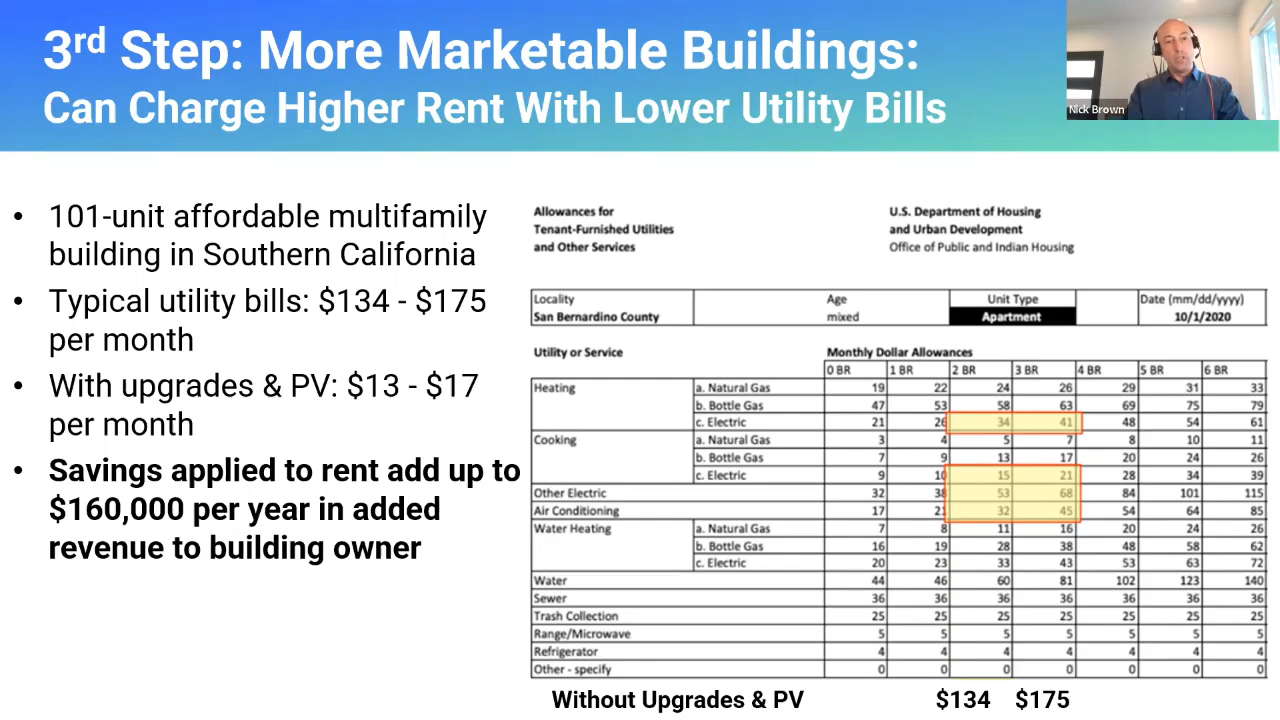 3rd Step: More Marketable Buildings:
Can Charge Higher Rent With Lower Utility Bills
Nick Brown
• 101-unit affordable multifamily
building in Southern California
• Typical utility bills: $134 - $175
per month
• With upgrades & PV: $13 - $17
per month
• Savings applied to rent add up to
$160,000 per year in added
revenue to building owner
Allowances for
Tenant-Furnished Utilities
and Other Services
U.S. Department of Housing
and Urban Development
Office of Public and Indian Housing
Locality Age Unit Type Date (mm/dd/yyyy)
San Bernardino County mixed Apartment 10/1/2020
Utility or Service Monthly Dollar Allowances
0 BR 1 BR 2 BR 3 BR 4 BR 5 BR 6 BR
Heating a. Natural Gas 19 22 24 26 29 31 33
b. Bottle Gas 47 53 58 63 69 75 79
c. Electric 21 26 34 41 48 54 61
Cooking a. Natural Gas 3 4 5 7 8 10 11
b. Bottle Gas 7 9 13 17 20 24 26
c. Electric 9 10 15 21 28 34 39
Other Electric 32 38 53 68 84 101 115
Air Conditioning 17 21 32 45 54 64 85
Water Heating a. Natural Gas 7 8 11 16 20 24 26
b. Bottle Gas 16 19 28 38 48 58 62
c. Electric 20 23 33 43 53 63 72
Water 44 46 60 81 102 123 140
Sewer 36 36 36 36 36 36 36
Trash Collection 25 25 25 25 25 25 25
Range/Microwave 5 5 5 5 5 5 5
Refrigerator 4 4 4 4 4 4 4
Other - specify 0 0 0 0 0 0 0
Without Upgrades & PV $134 $175